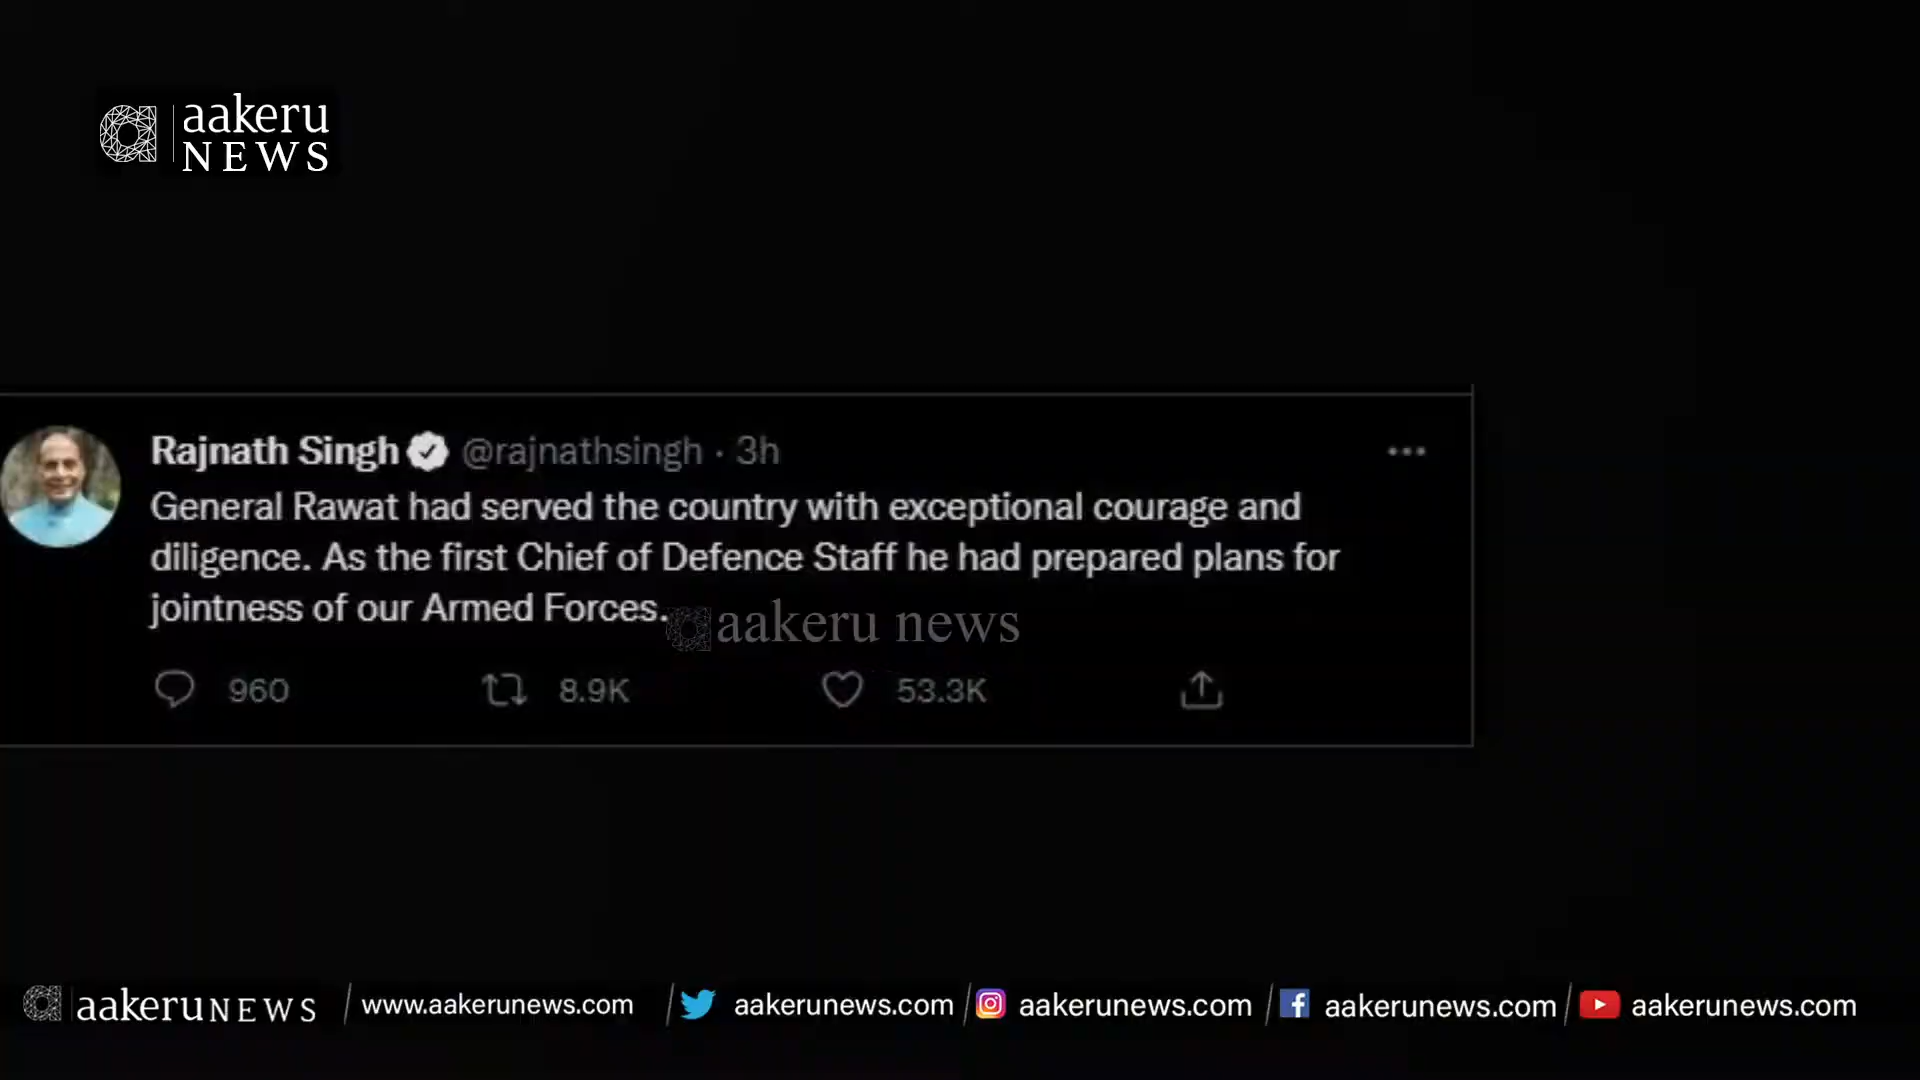 aakeru
NEWS
Rajnath Singh @rajnathsingh · 3h
General Rawat had served the country with exceptional courage and
diligence. As the first Chief of Defence Staff he had prepared plans for
jointness of our Armed Forces.
aakeru news
960 8.9K 53.3K
aakeruNEWS / www.aakerunews.com / aakerunews.com / aakerunews.com / aakerunews.com / aakerunews.com